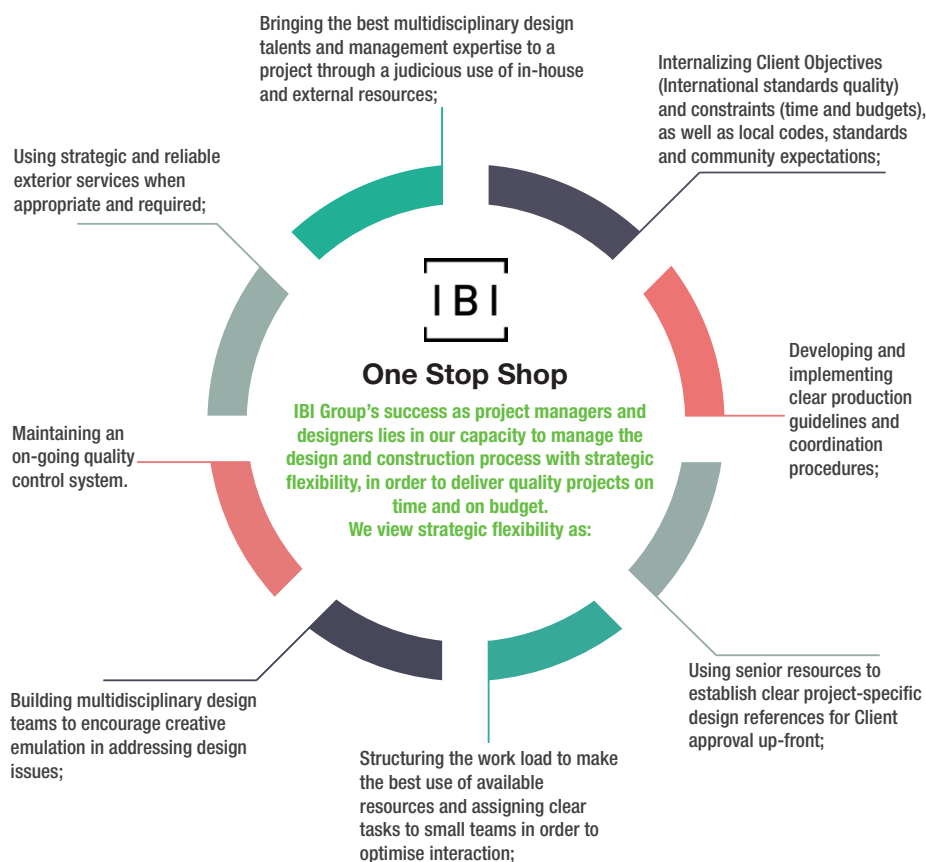 Bringing the best multidisciplinary design
talents and management expertise to a
project through a judicious use of in-house
and external resources;
Internalizing Client Objectives
(International standards quality)
and constraints (time and budgets),
as well as local codes, standards
and community expectations;
Using strategic and reliable
exterior services when
appropriate and required;
IBI
One Stop Shop
IBI Group's success as project managers and
designers lies in our capacity to manage the
design and construction process with strategic
flexibility, in order to deliver quality projects on
time and on budget.
We view strategic flexibility as:
Developing and
implementing
clear production
guidelines and
coordination
procedures;
Maintaining an
on-going quality
control system.
Using senior resources to
establish clear project-specific
design references for Client
approval up-front;
Building multidisciplinary design
teams to encourage creative
emulation in addressing design
issues;
Structuring the work load to make
the best use of available
resources and assigning clear
tasks to small teams in order to
optimise interaction;